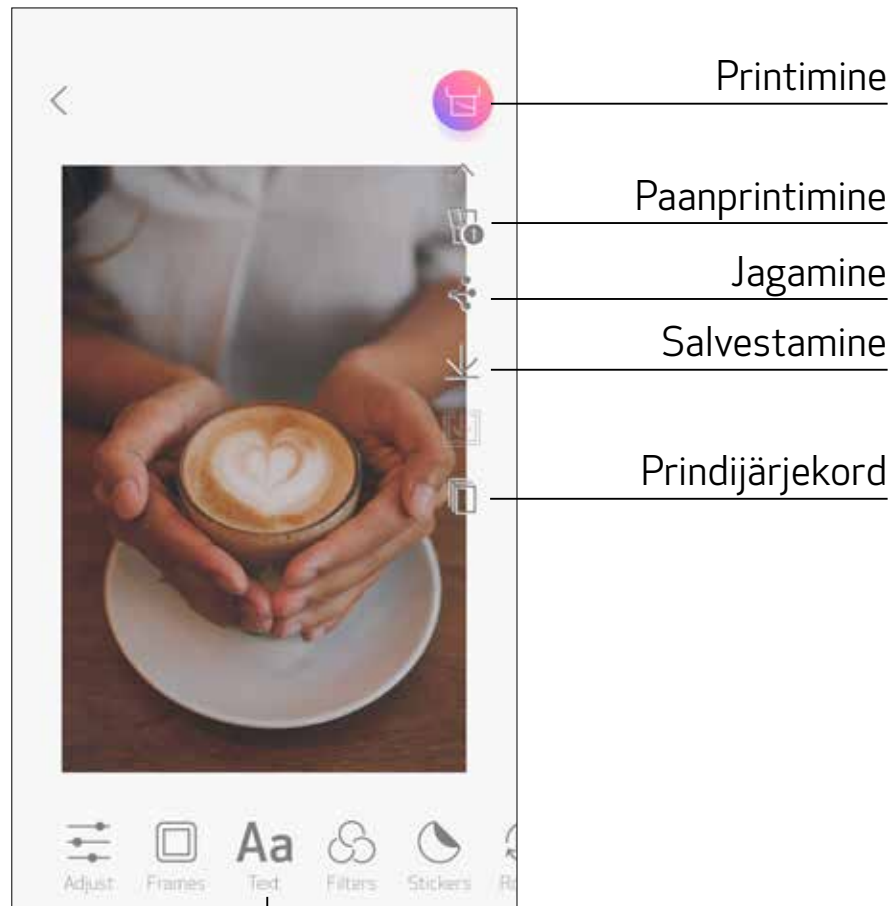 Printimine
Paanprintimine
Jagamine
Salvestamine
Prindijärjekord
Aa
Adjust Frames Text Filters Stickers